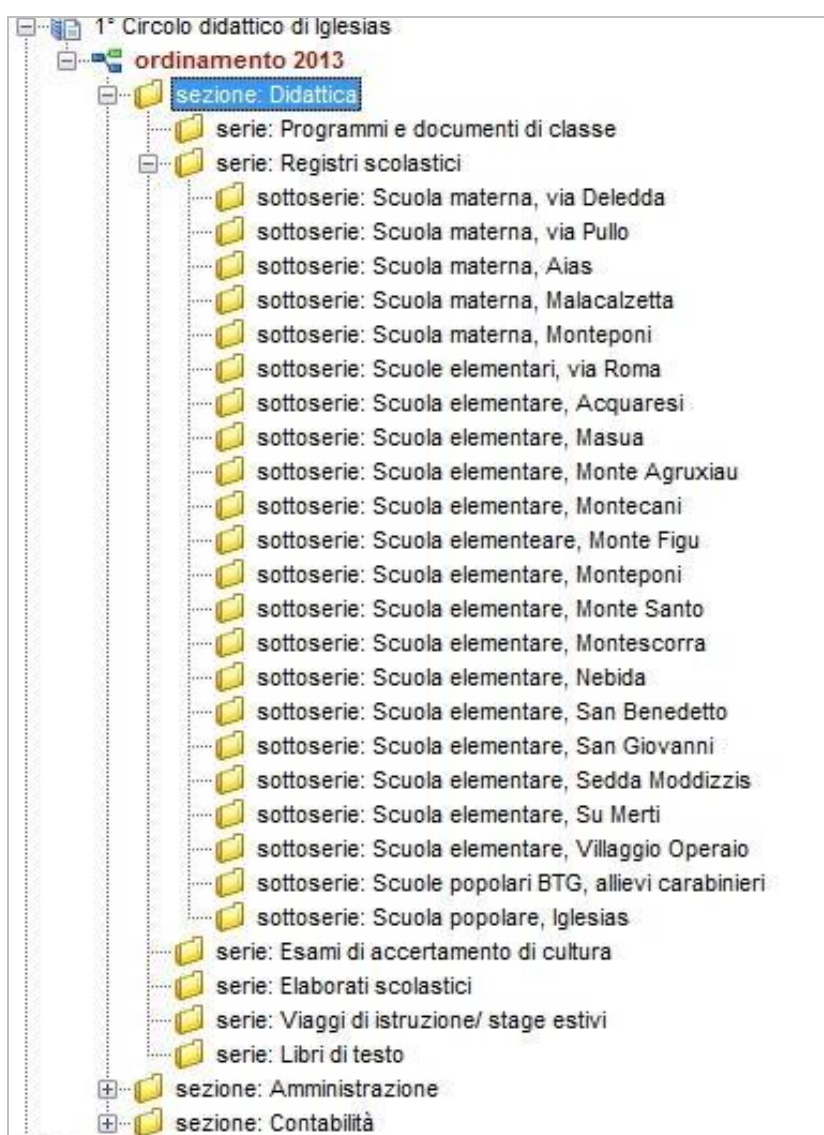 1° Circolo didattico di Iglesias
ordinamento 2013
sezione: Didattica
serie: Programmi e documenti di classe
serie: Registri scolastici
sottoserie: Scuola materna, via Deledda
sottoserie: Scuola materna, via Pullo
sottoserie: Scuola materna, Aias
sottoserie: Scuola materna, Malacalzetta
sottoserie: Scuola materna, Monteponi
sottoserie: Scuole elementari, via Roma
sottoserie: Scuola elementare, Acquaresi
sottoserie: Scuola elementare, Masua
sottoserie: Scuola elementare, Monte Agruxiau
sottoserie: Scuola elementare, Montecani
sottoserie: Scuola elementeare, Monte Figu
sottoserie: Scuola elementare, Monteponi
sottoserie: Scuola elementare, Monte Santo
sottoserie: Scuola elementare, Montescorra
sottoserie: Scuola elementare, Nebida
sottoserie: Scuola elementare, San Benedetto
sottoserie: Scuola elementare, San Giovanni
sottoserie: Scuola elementare, Sedda Moddizzis
sottoserie: Scuola elementare, Su Merti
sottoserie: Scuola elementare, Villaggio Operaio
sottoserie: Scuole popolari BTG, allievi carabinieri
sottoserie: Scuola popolare, Iglesias
serie: Esami di accertamento di cultura
serie: Elaborati scolastici
serie: Viaggi di istruzione/ stage estivi
serie: Libri di testo
sezione: Amministrazione
sezione: Contabilità